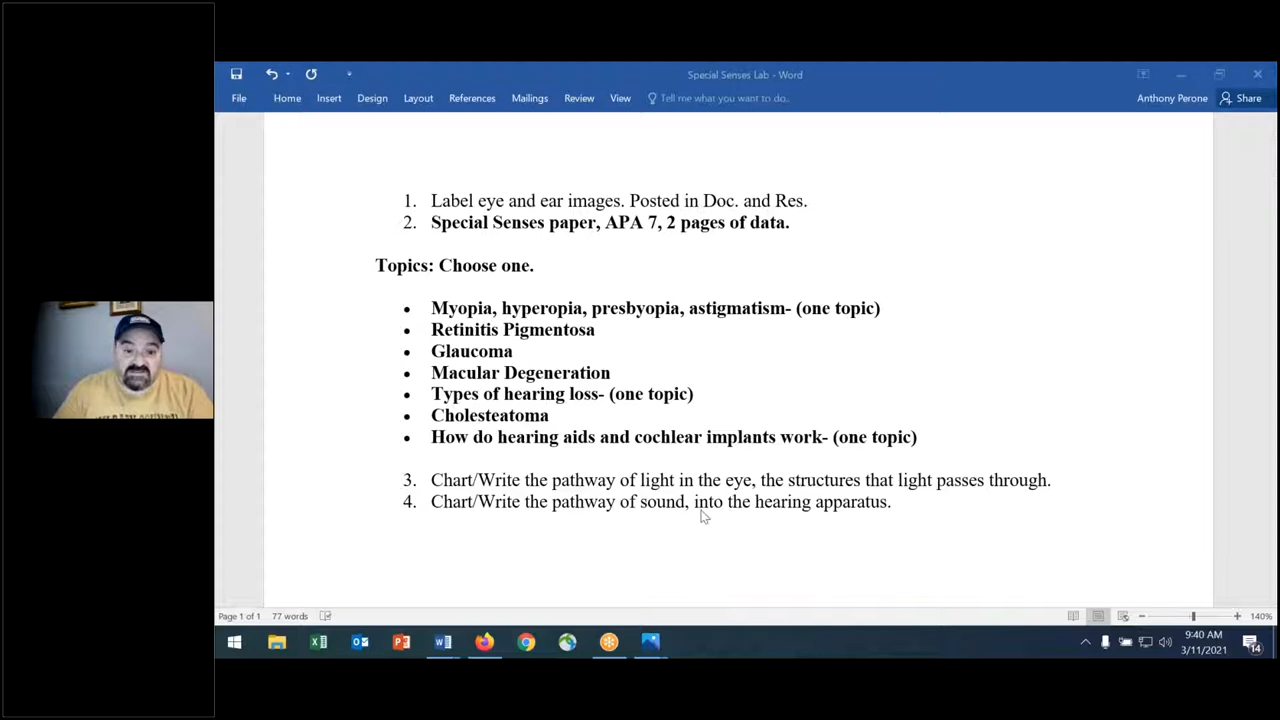 Special Senses Lab - Word
File Home Insert Design Layout References Mailings Review View Tell me what you want to do.. Anthony Perone Share
1. Label eye and ear images. Posted in Doc. and Res.
2. Special Senses paper, APA 7, 2 pages of data.
Topics: Choose one.
• Myopia, hyperopia, presbyopia, astigmatism- (one topic)
• Retinitis Pigmentosa
• Glaucoma
• Macular Degeneration
• Types of hearing loss- (one topic)
• Cholesteatoma
• How do hearing aids and cochlear implants work- (one topic)
3. Chart/Write the pathway of light in the eye, the structures that light passes through.
4. Chart/Write the pathway of sound, into the hearing apparatus.
Page 1 of 1 77 words 140%
9:40 AM
3/11/2021
14